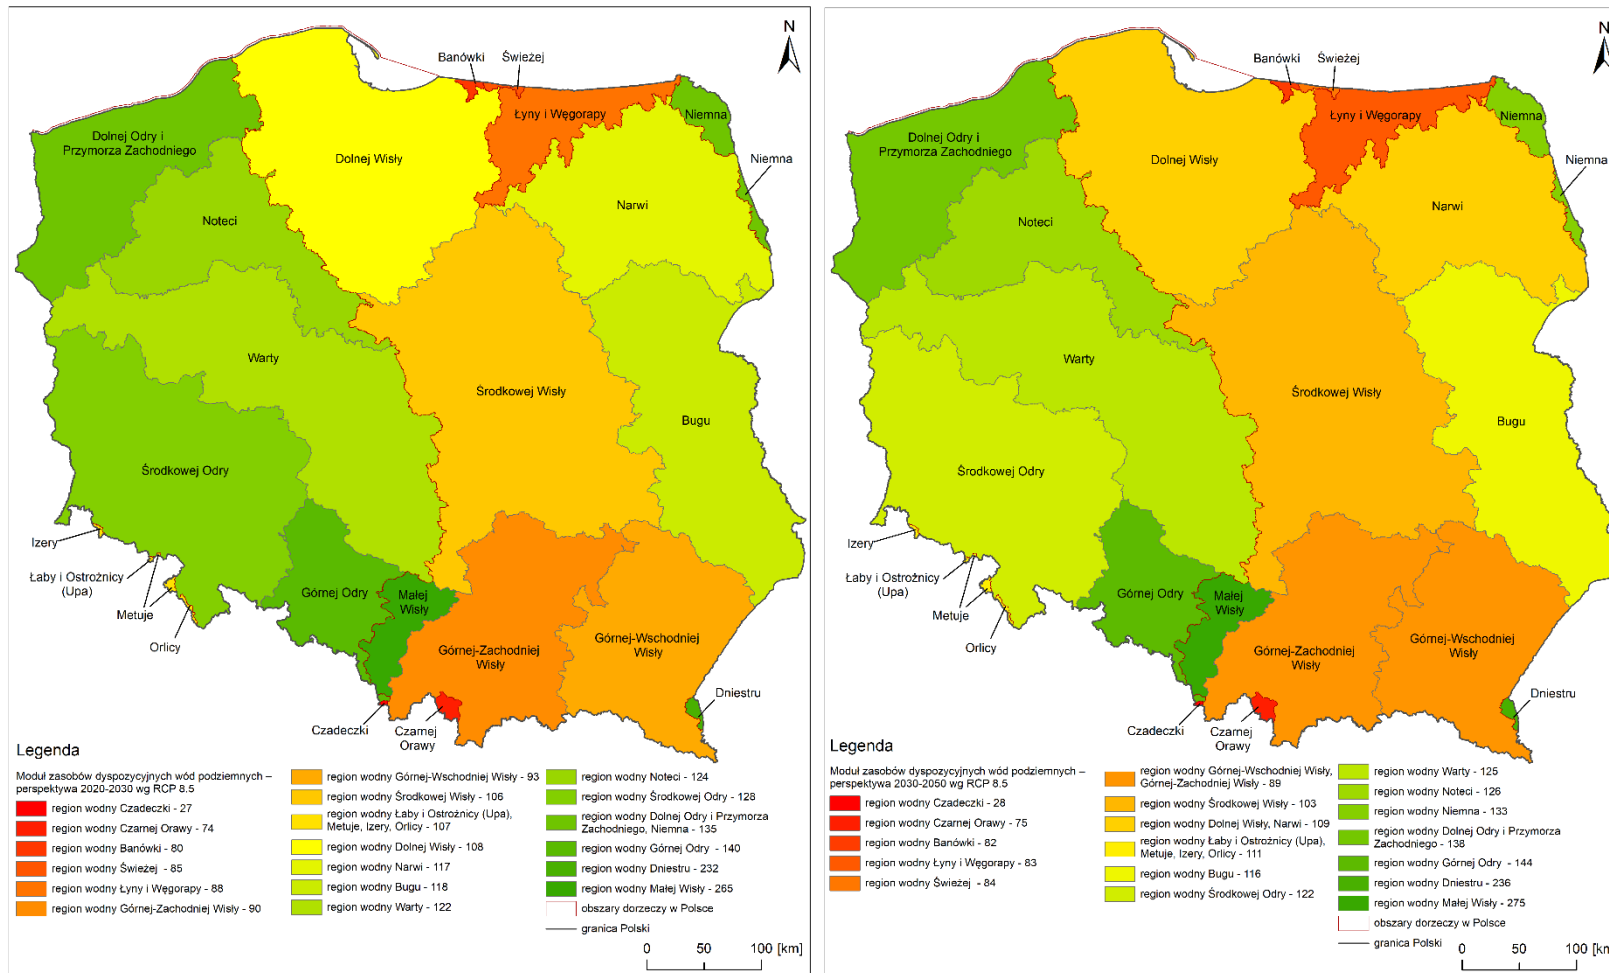 N
Banówki
Świeżej
Łyny i Węgorapy
Niemna
Dolnej Odry i
Przymorza Zachodniego
Dolnej Wisły
Niemna
Narwi
Noteci
Warty
Środkowej Wisły
Bugu
Środkowej Odry
Izery
Łaby i Ostrożnicy
(Upa)
Metuje
Orlicy
Górnej Odry
Małej
Wisły
Górnej-Zachodniej
Wisły
Górnej-Wschodniej
Wisły
Dniestru
Czadeczki
Czarnej
Orawy
Legenda
Moduł zasobów dyspozycyjnych wód podziemnych –
perspektywa 2020-2030 wg RCP 8.5
region wodny Czadeczki - 27
region wodny Czarnej Orawy - 74
region wodny Banówki - 80
region wodny Świeżej - 85
region wodny Łyny i Węgorapy - 88
region wodny Górnej-Zachodniej Wisły - 90
region wodny Górnej-Wschodniej Wisły - 93
region wodny Środkowej Wisły - 106
region wodny Łaby i Ostrożnicy (Upa),
Metuje, Izery, Orlicy - 107
region wodny Dolnej Wisły - 108
region wodny Narwi - 117
region wodny Bugu - 118
region wodny Warty - 122
region wodny Noteci - 124
region wodny Środkowej Odry - 128
region wodny Dolnej Odry i Przymorza
Zachodniego, Niemna - 135
region wodny Górnej Odry - 140
region wodny Dniestru - 232
region wodny Małej Wisły - 265
obszary dorzeczy w Polsce
granica Polski
0 50 100 [km]
N
Banówki
Świeżej
Łyny i Węgorapy
Niemna
Dolnej Odry i
Przymorza Zachodniego
Dolnej Wisły
Niemna
Narwi
Noteci
Warty
Środkowej Wisły
Bugu
Środkowej Odry
Izery
Łaby i Ostrożnicy
(Upa)
Metuje
Orlicy
Górnej Odry
Małej
Wisły
Górnej-Zachodniej
Wisły
Górnej-Wschodniej
Wisły
Dniestru
Czadeczki
Czarnej
Orawy
Legenda
Moduł zasobów dyspozycyjnych wód podziemnych –
perspektywa 2030-2050 wg RCP 8.5
region wodny Czadeczki - 28
region wodny Czarnej Orawy - 75
region wodny Banówki - 82
region wodny Łyny i Węgorapy - 83
region wodny Świeżej - 84
region wodny Górnej-Wschodniej Wisły,
Górnej-Zachodniej Wisły - 89
region wodny Środkowej Wisły - 103
region wodny Dolnej Wisły, Narwi - 109
region wodny Łaby i Ostrożnicy (Upa),
Metuje, Izery, Orlicy - 111
region wodny Bugu - 116
region wodny Środkowej Odry - 122
region wodny Warty - 125
region wodny Noteci - 126
region wodny Niemna - 133
region wodny Dolnej Odry i Przymorza
Zachodniego - 138
region wodny Górnej Odry - 144
region wodny Dniestru - 236
region wodny Małej Wisły - 275
obszary dorzeczy w Polsce
granica Polski
0 50 100 [km]